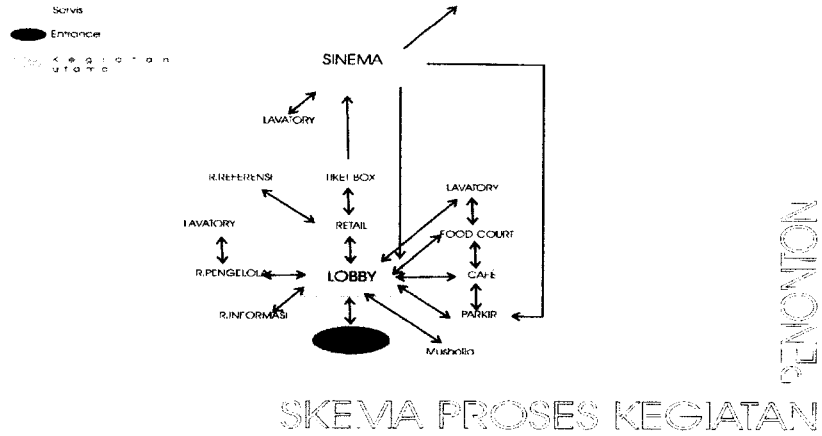 Servis
Entrance
Kegiatan
utama
SINEMA
LAVATORY
R.REFERENSI
TIKET BOX
LAVATORY
LAVATORY
RETAIL
FOOD COURT
R.PENGELOLA
LOBBY
CAFÉ
R.INFORMASI
PARKIR
Musholla
PENONTON
SKEMA PROSES KEGIATAN